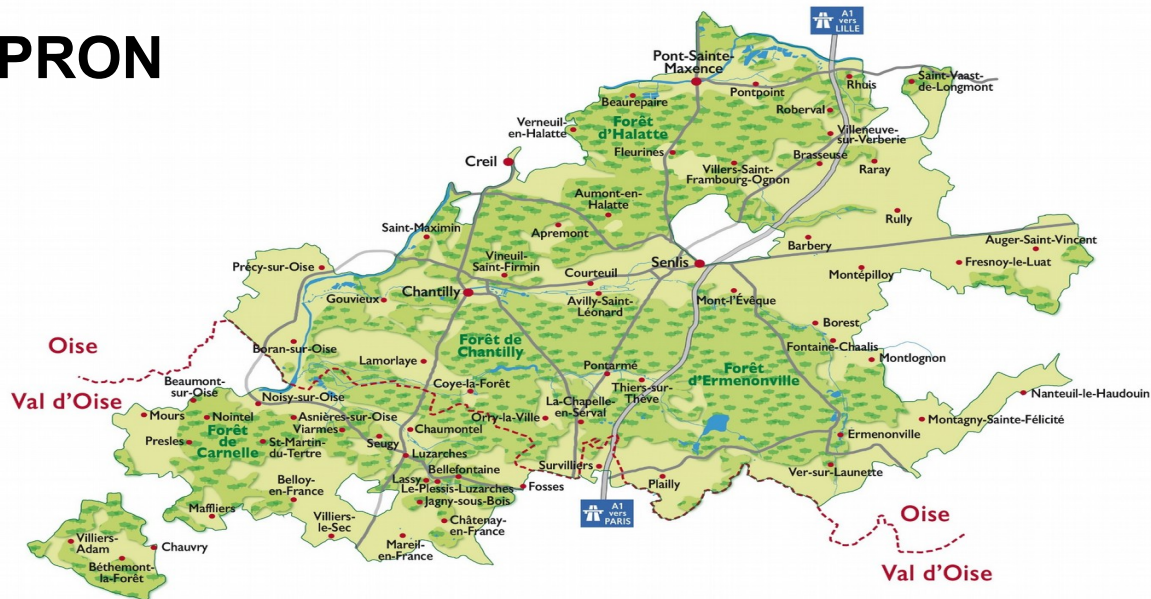 PRON
A1
vers
LILLE
Pont-Sainte-
Maxence
Pontpoint
Rhuis
Saint-Vaast-
de-Longmont
Beaurepaire
Roberval
Verneuil-
en-Halatte
Forêt
d'Halatte
Villeneuve-
sur-Verberie
Fleurines
Brasseuse
Creil
Villers-Saint-
Frambourg-Ognon
Raray
Aumont-en-
Halatte
Rully
Saint-Maximin
Apremont
Barbery
Auger-Saint-Vincent
Précy-sur-Oise
Vineuil-
Saint-Firmin
Courteuil
Senlis
Montépilloy
Fresnoy-le-Luat
Gouvieux
Chantilly
Avilly-Saint-
Léonard
Mont-l'Évêque
Borest
Oise
Boran-sur-Oise
Forêt de
Chantilly
Fontaine-Chaalis
Montlognon
Lamorlaye
Pontarmé
Forêt
d'Ermenonville
Beaumont-
sur-Oise
Coye-la-Forêt
Thiers-sur-
Thève
Nanteuil-le-Haudouin
Val d'Oise
Noisy-sur-Oise
La-Chapelle-
en-Serval
Mours
Nointel
Asnières-sur-Oise
Orry-la-Ville
Montagny-Sainte-Félicité
Viarmes
Chaumontel
Presles
Forêt
de
Carnelle
St-Martin-
du-Tertre
Seugy
Ermenonville
Luzarches
Survilliers
Bellefontaine
Lassy
Le-Plessis-Luzarches
Fosses
Plailly
Ver-sur-Launette
Belloy-
en-France
Jagny-sous-Bois
Maffliers
Villiers-
le-Sec
Châtenay-
en-France
A1
vers
PARIS
Oise
Villiers-
Adam
Chauvry
Mareil-
en-France
Béthemont-
la-Forêt
Val d'Oise